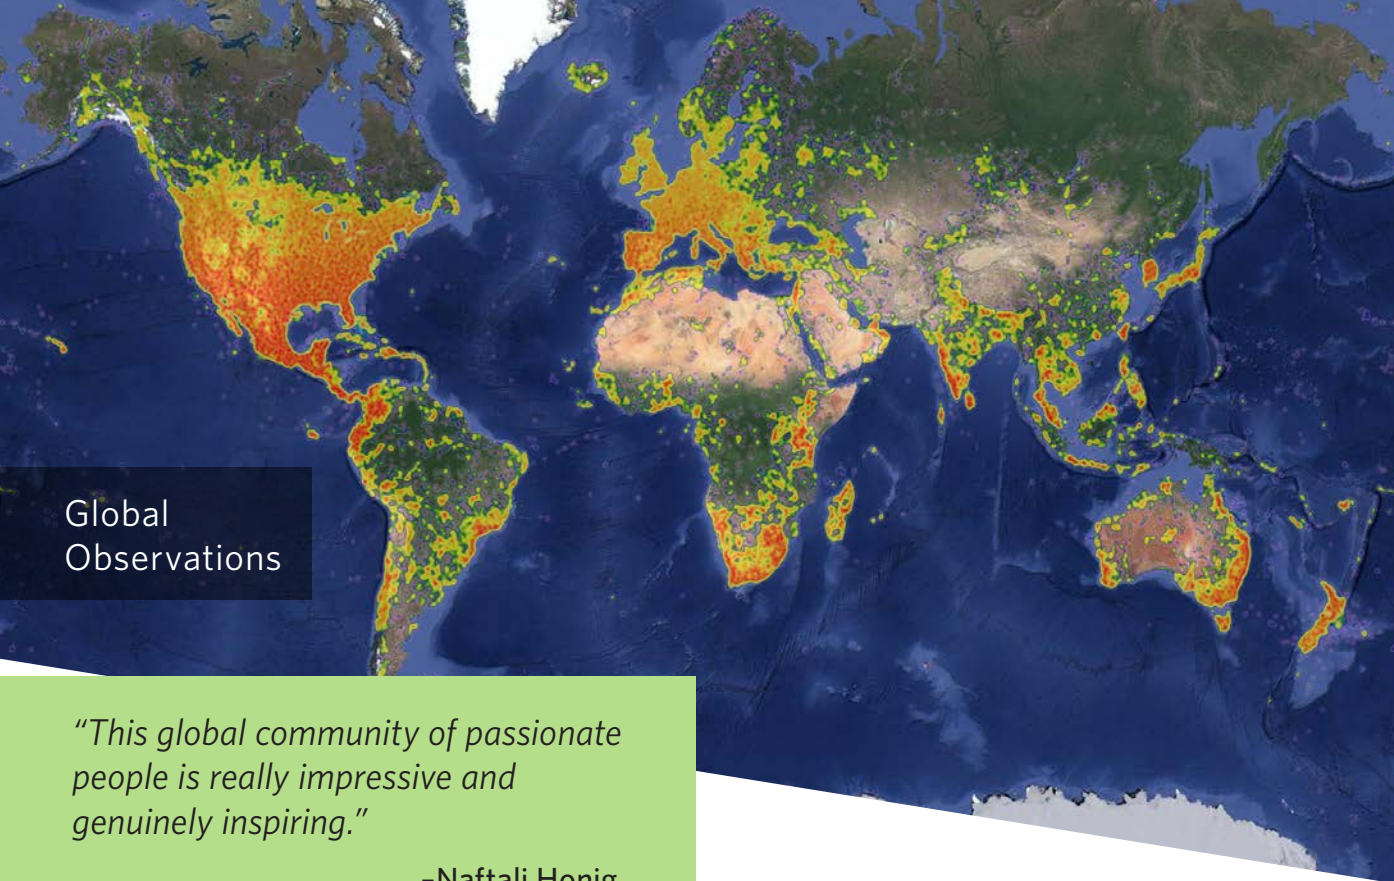 Global
Observations
“This global community of passionate
people is really impressive and
genuinely inspiring.”
–Naftali Honig